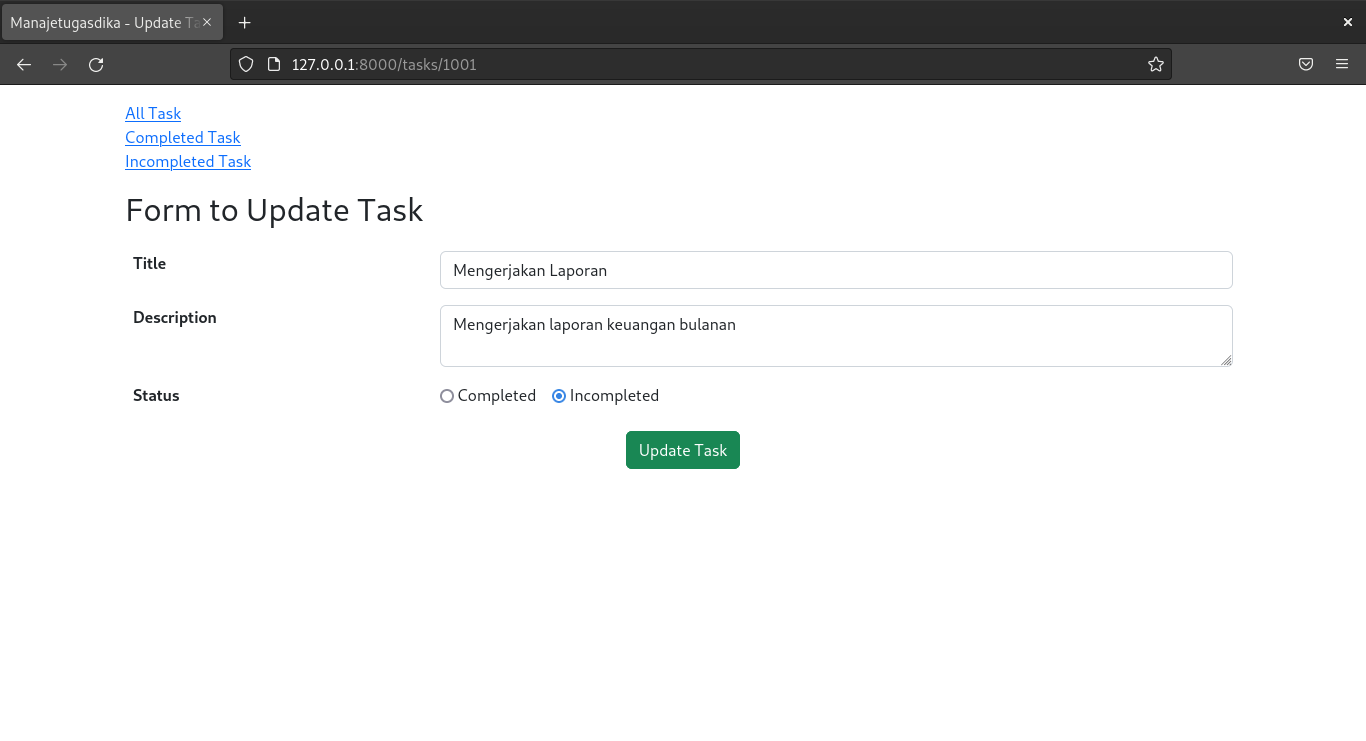 Manajetugasdika - Update Ta
127.0.0.1:8000/tasks/1001
All Task
Completed Task
Incompleted Task
Form to Update Task
Title
Mengerjakan Laporan
Description
Mengerjakan laporan keuangan bulanan
Status
Completed Incompleted
Update Task